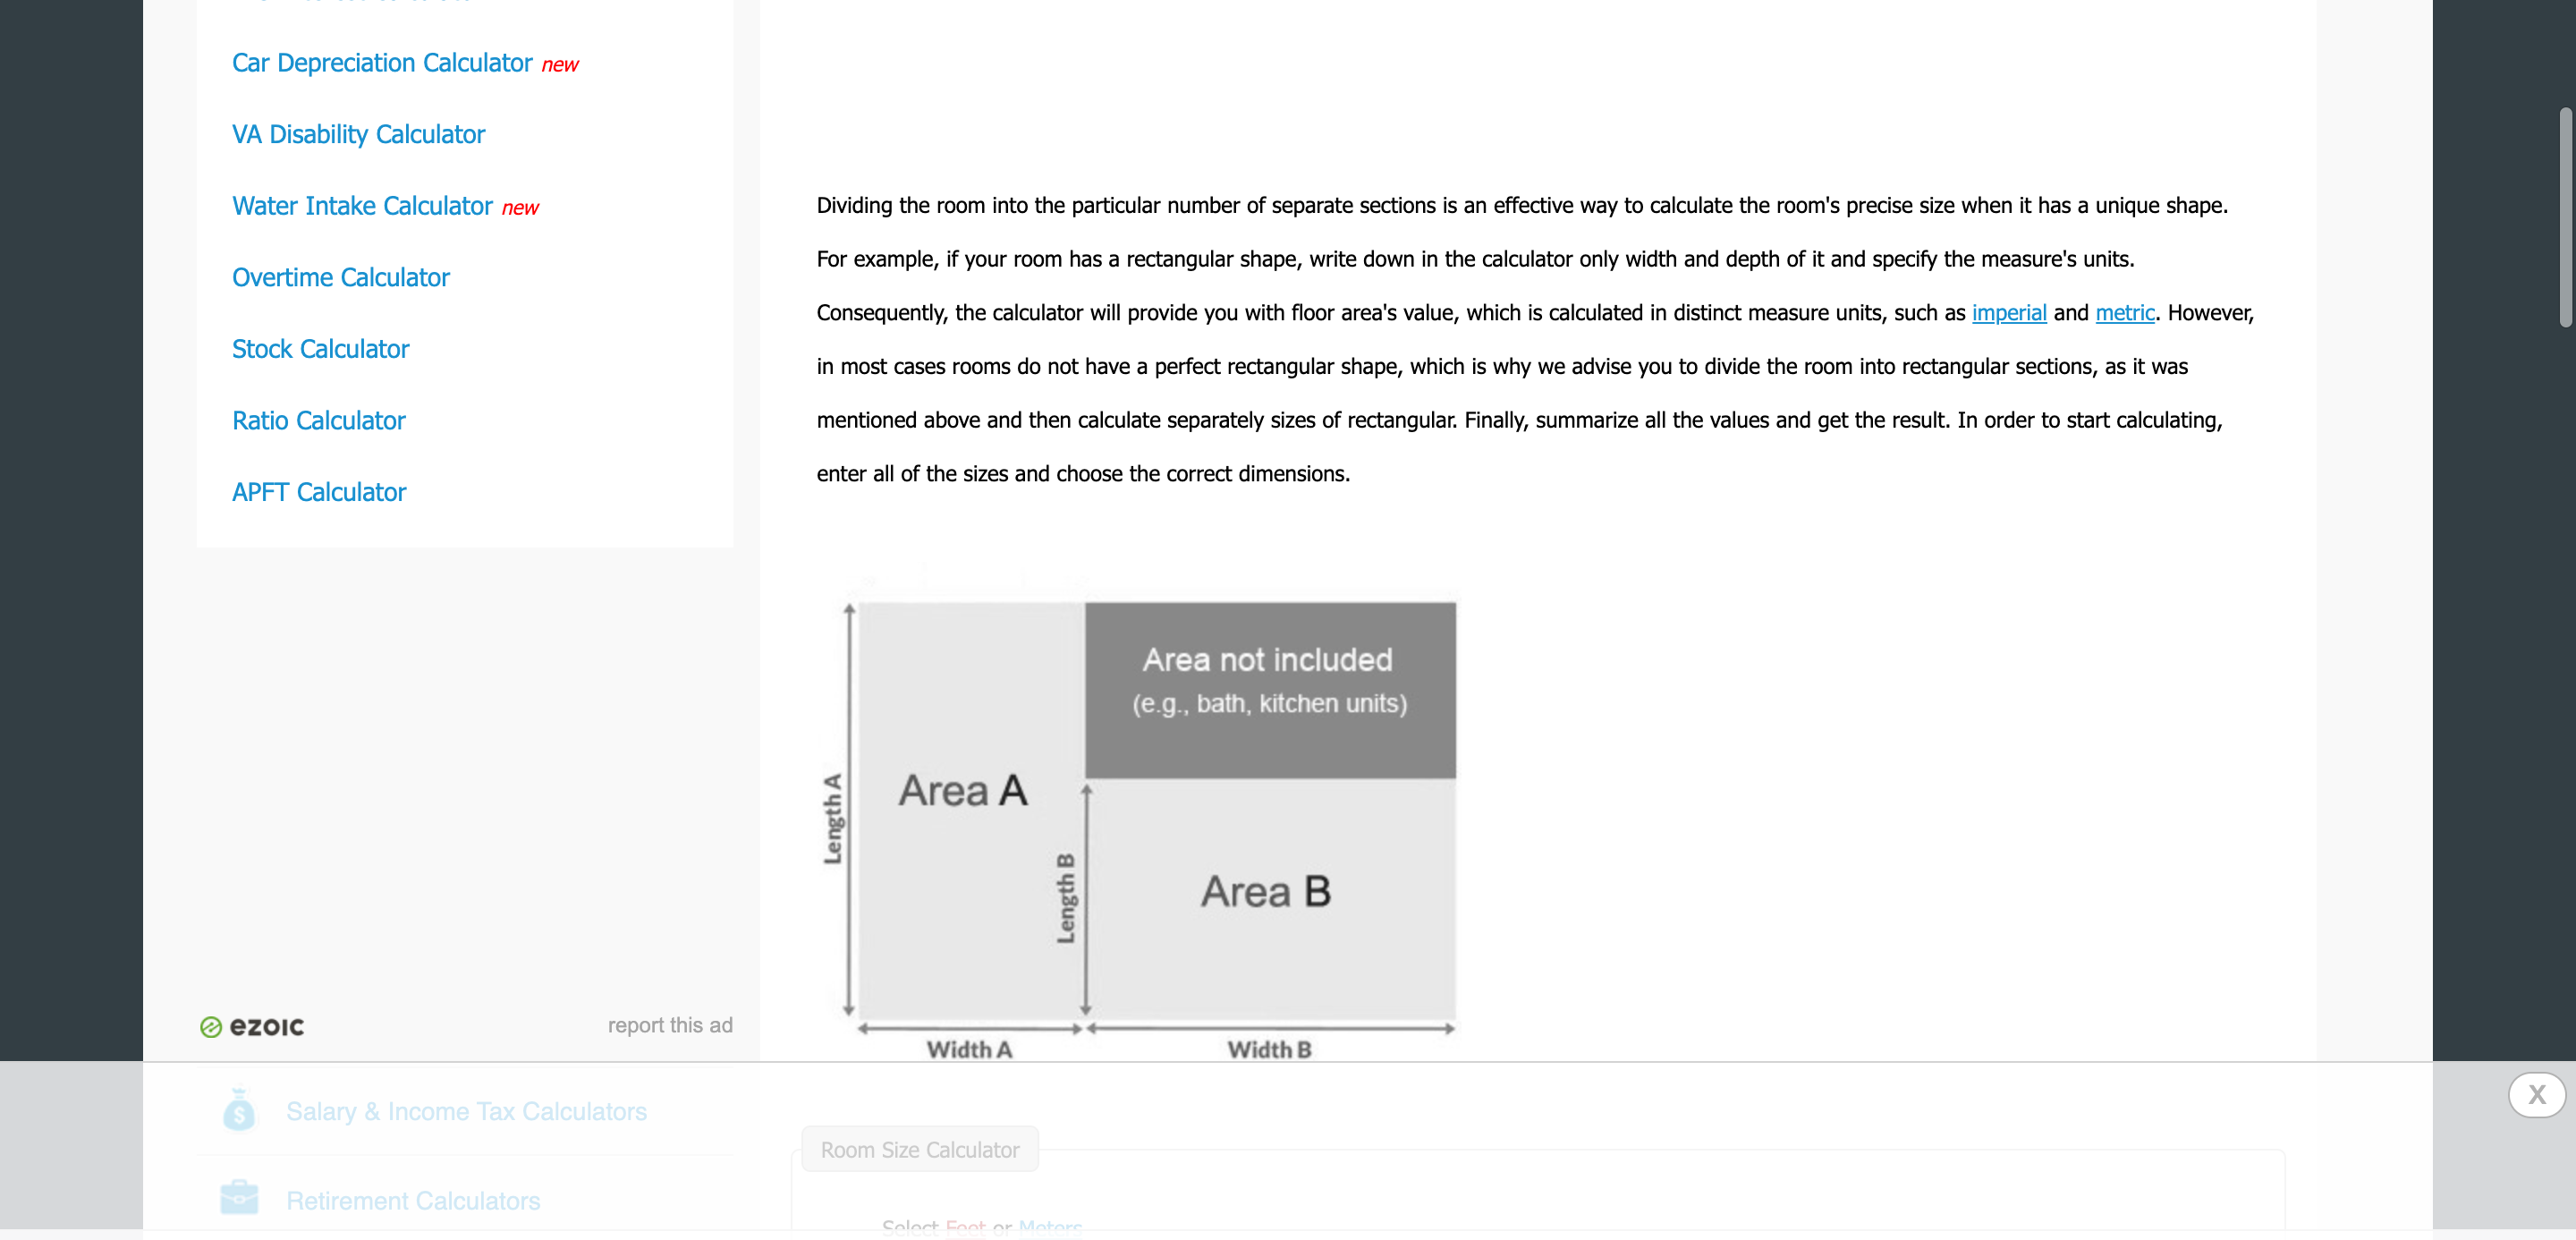 Car Depreciation Calculator new
VA Disability Calculator
Water Intake Calculator new
Overtime Calculator
Stock Calculator
Ratio Calculator
APFT Calculator
ezoic
report this ad
Salary & Income Tax Calculators
Retirement Calculators
Dividing the room into the particular number of separate sections is an effective way to calculate the room's precise size when it has a unique shape.
For example, if your room has a rectangular shape, write down in the calculator only width and depth of it and specify the measure's units.
Consequently, the calculator will provide you with floor area's value, which is calculated in distinct measure units, such as imperial and metric. However,
in most cases rooms do not have a perfect rectangular shape, which is why we advise you to divide the room into rectangular sections, as it was
mentioned above and then calculate separately sizes of rectangular. Finally, summarize all the values and get the result. In order to start calculating,
enter all of the sizes and choose the correct dimensions.
Area not included
(e.g., bath, kitchen units)
Length A
Area A
Length B
Area B
Width A
Width B
X
Room Size Calculator
Select Feet or Meters